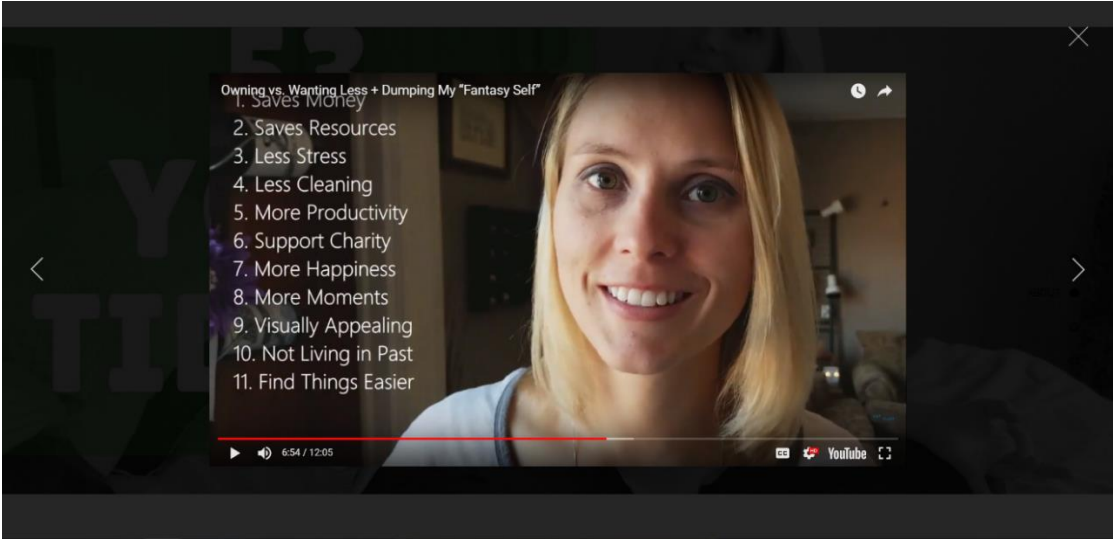 Owning vs. Wanting Less + Dumping My “Fantasy Self”
1. Saves Money
2. Saves Resources
3. Less Stress
4. Less Cleaning
5. More Productivity
6. Support Charity
7. More Happiness
8. More Moments
9. Visually Appealing
10. Not Living in Past
11. Find Things Easier
6:54 / 12:05
CC
HD
YouTube